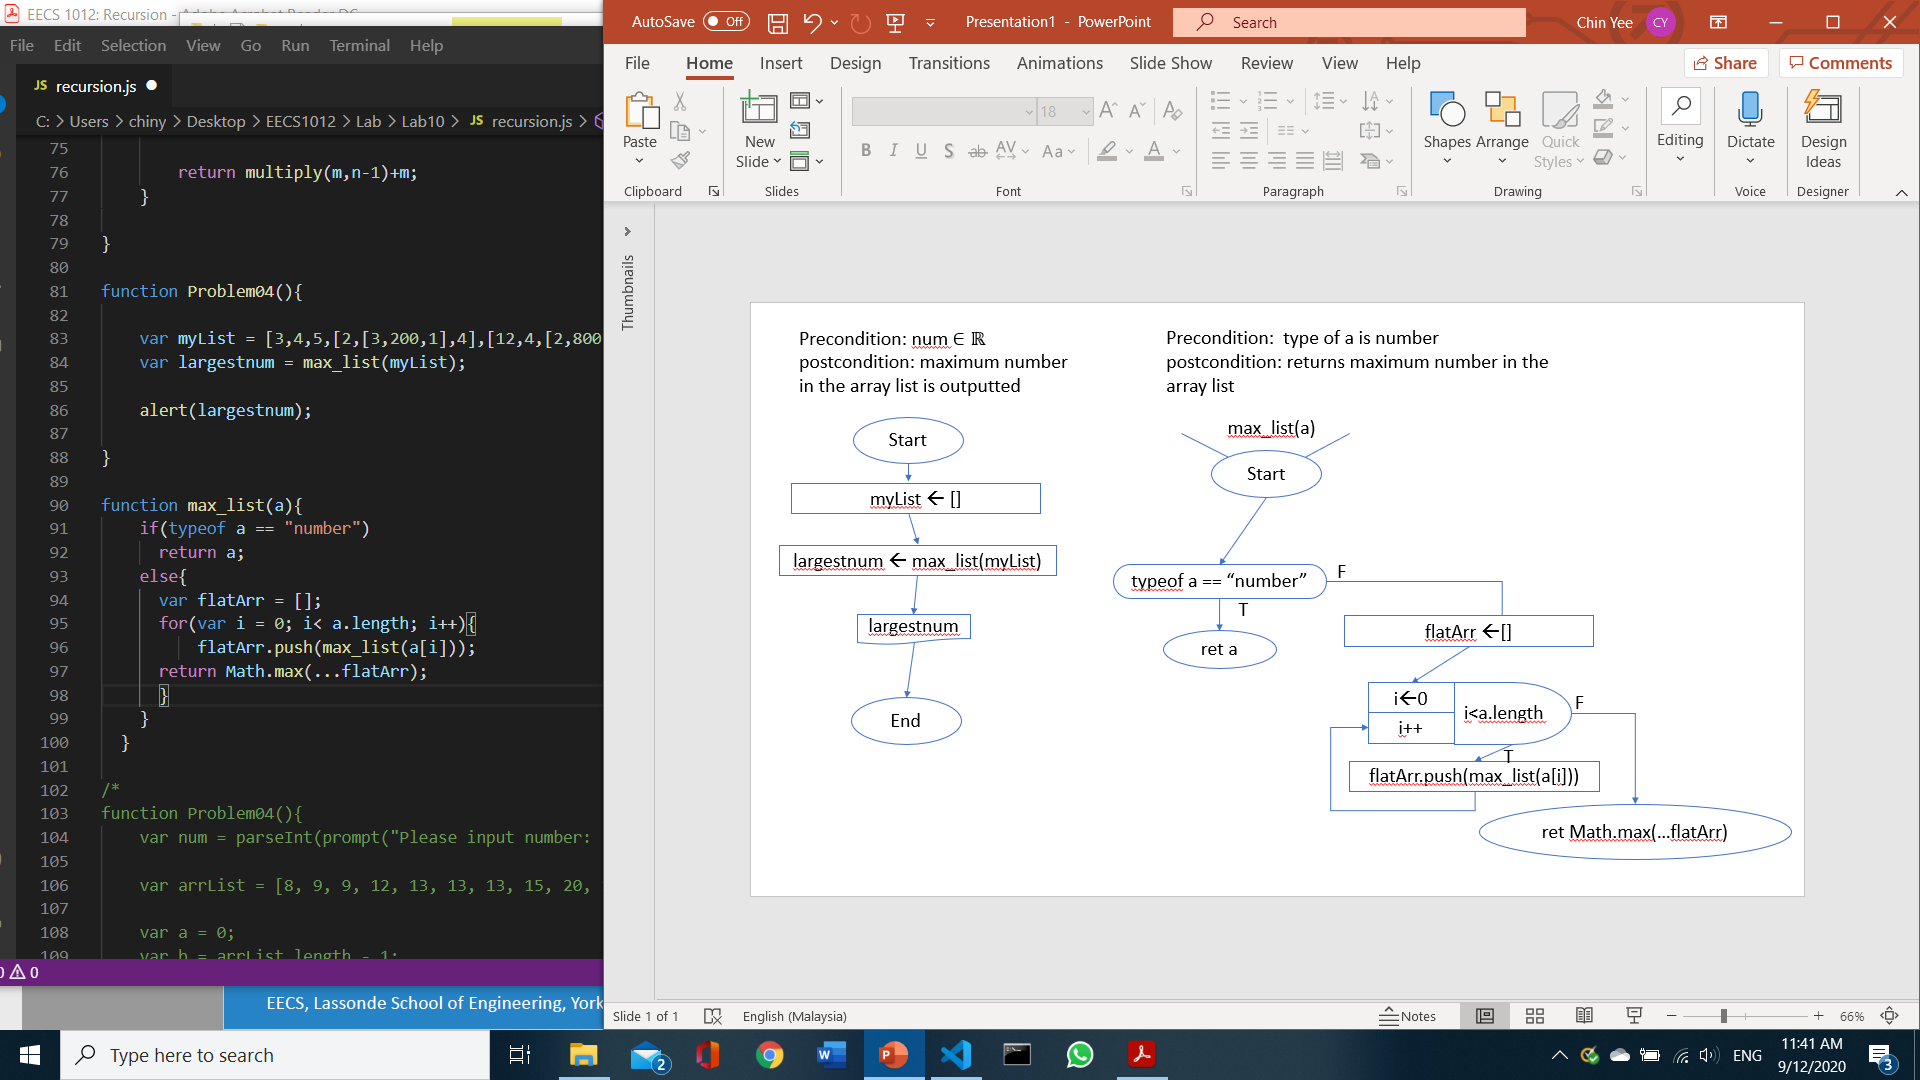 EECS 1012: Recursion - Adobe Acrobat Reader DC
File Edit Selection View Go Run Terminal Help
JS recursion.js
C: > Users > chiny > Desktop > EECS1012 > Lab > Lab10 > JS recursion.js >
75
76 return multiply(m,n-1)+m;
77 }
78
79 }
80
81 function Problem04(){
82
83 var myList = [3,4,5,[2,[3,200,1],4],[12,4,[2,800
84 var largestnum = max_list(myList);
85
86 alert(largestnum);
87
88 }
89
90 function max_list(a){
91 if(typeof a == "number")
92 return a;
93 else{
94 var flatArr = [];
95 for(var i = 0; i< a.length; i++){
96 flatArr.push(max_list(a[i]));
97 return Math.max(...flatArr);
98 }
99 }
100 }
101
102 /*
103 function Problem04(){
104 var num = parseInt(prompt("Please input number:
105
106 var arrList = [8, 9, 9, 12, 13, 13, 13, 15, 20,
107
108 var a = 0;
109 var b = arrList.length - 1;
0
EECS, Lassonde School of Engineering, York
AutoSave Off Presentation1 - PowerPoint Search Chin Yee CY
File Home Insert Design Transitions Animations Slide Show Review View Help Share Comments
Paste
New
Slide
18
B I U S ab AV Aa A
Shapes Arrange Quick
Styles
Editing
Dictate
Design
Ideas
Clipboard Slides Font Paragraph Drawing Voice Designer
Thumbnails
Precondition: num ∈ ℝ
postcondition: maximum number
in the array list is outputted
Start
myList ← []
largestnum ← max_list(myList)
largestnum
End
Precondition: type of a is number
postcondition: returns maximum number in the
array list
max_list(a)
Start
typeof a == “number”
F
T
ret a
flatArr ←[]
i←0
i++
i<a.length
F
T
flatArr.push(max_list(a[i]))
ret Math.max(...flatArr)
Slide 1 of 1 English (Malaysia) Notes 66%
Type here to search
2
ENG
11:41 AM
9/12/2020
3